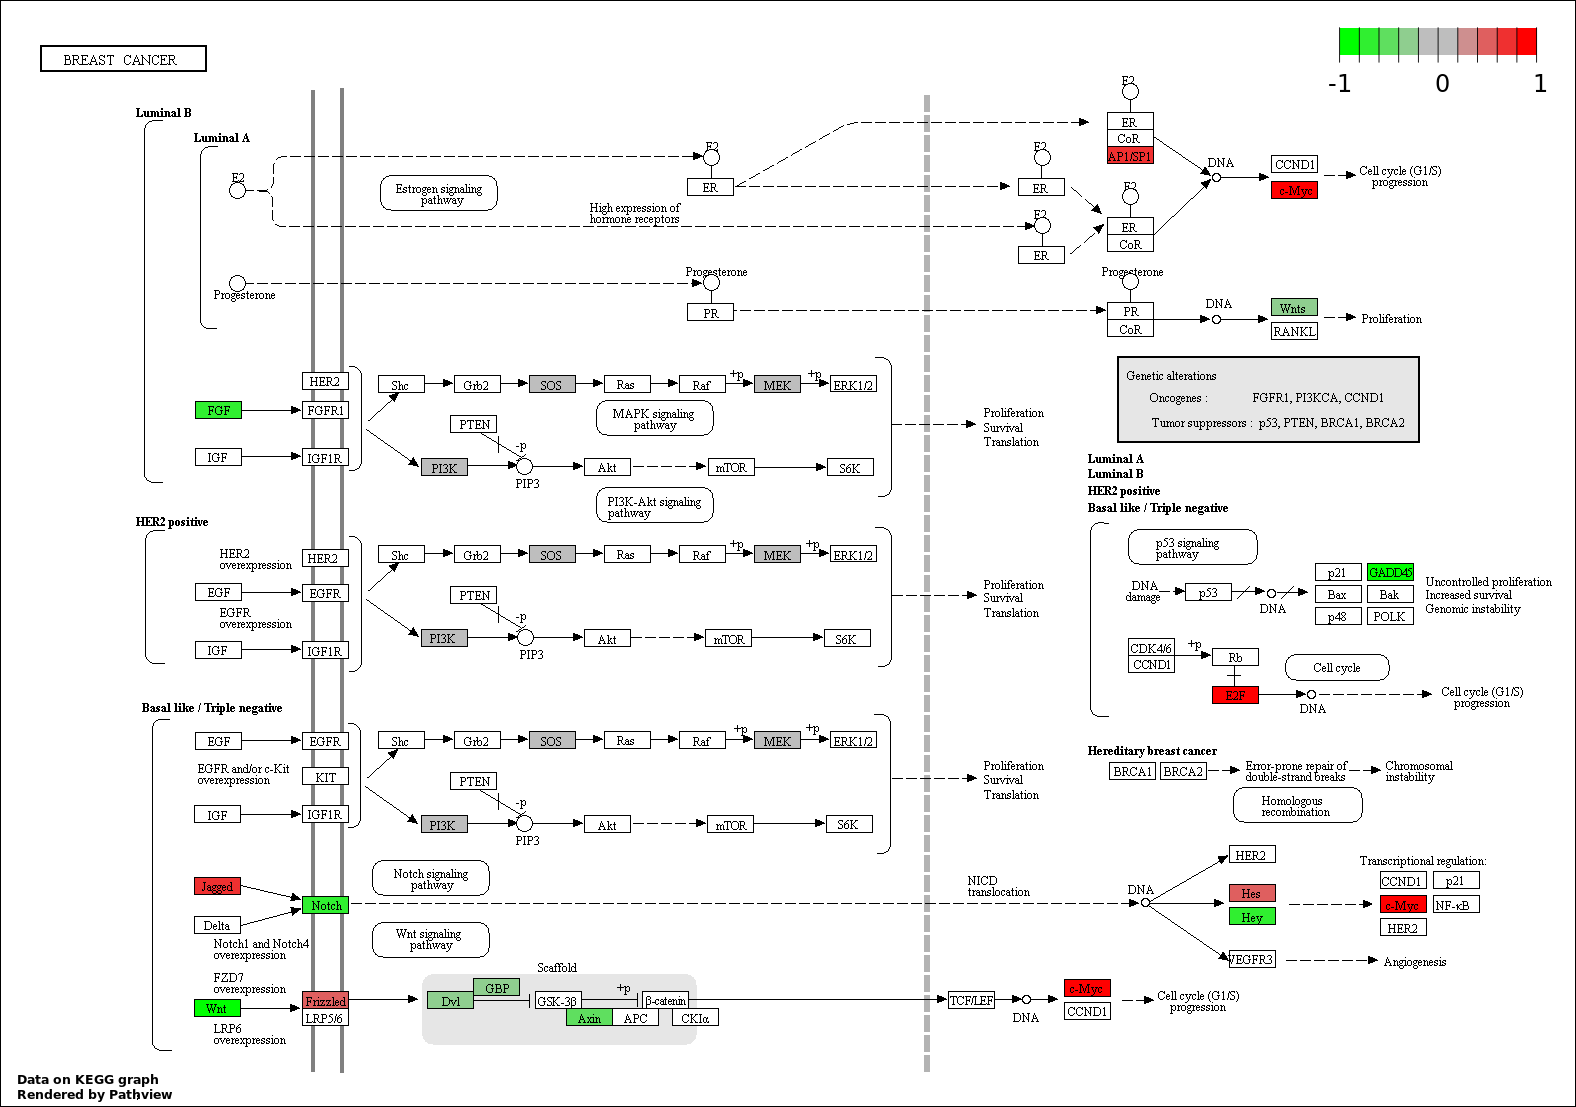 BREAST CANCER
-1 0 1
Luminal B
Luminal A
E2
Estrogen signaling
pathway
High expression of
hormone receptors
E2
ER
E2
ER
E2
ER
E2
ER
CoR
AP1/SP1
E2
ER
CoR
DNA
CCND1
c-Myc
Cell cycle (G1/S)
progression
Progesterone
Progesterone
PR
Progesterone
PR
CoR
DNA
Wnts
RANKL
Proliferation
HER2
FGF
FGFR1
IGF
IGF1R
Shc
Grb2
SOS
Ras
Raf
+p
MEK
+p
ERK1/2
MAPK signaling
pathway
PTEN
-p
PI3K
PIP3
Akt
mTOR
S6K
PI3K-Akt signaling
pathway
Proliferation
Survival
Translation
Genetic alterations
Oncogenes : FGFR1, PI3KCA, CCND1
Tumor suppressors : p53, PTEN, BRCA1, BRCA2
HER2 positive
HER2
overexpression
HER2
EGF
EGFR
EGFR
overexpression
IGF
IGF1R
Shc
Grb2
SOS
Ras
Raf
+p
MEK
+p
ERK1/2
PTEN
-p
PI3K
PIP3
Akt
mTOR
S6K
Proliferation
Survival
Translation
Luminal A
Luminal B
HER2 positive
Basal like / Triple negative
p53 signaling
pathway
DNA
damage
p53
DNA
p21
GADD45
Bax
Bak
p48
POLK
Uncontrolled proliferation
Increased survival
Genomic instability
CDK4/6
CCND1
+p
Rb
E2F
DNA
Cell cycle
Cell cycle (G1/S)
progression
Basal like / Triple negative
EGF
EGFR
EGFR and/or c-Kit
overexpression
KIT
IGF
IGF1R
Shc
Grb2
SOS
Ras
Raf
+p
MEK
+p
ERK1/2
PTEN
-p
PI3K
PIP3
Akt
mTOR
S6K
Proliferation
Survival
Translation
Hereditary breast cancer
BRCA1
BRCA2
Error-prone repair of
double-strand breaks
Chromosomal
instability
Homologous
recombination
Jagged
Notch
Delta
Notch1 and Notch4
overexpression
Notch signaling
pathway
NICD
translocation
DNA
HER2
Hes
Hey
VEGFR3
Transcriptional regulation:
CCND1
p21
c-Myc
NF-κB
HER2
Angiogenesis
Wnt signaling
pathway
FZD7
overexpression
Wnt
Frizzled
LRP5/6
LRP6
overexpression
Scaffold
Dvl
GBP
GSK-3β
+p
β-catenin
Axin
APC
CKIα
TCF/LEF
DNA
c-Myc
CCND1
Cell cycle (G1/S)
progression
Data on KEGG graph
Rendered by Pathview